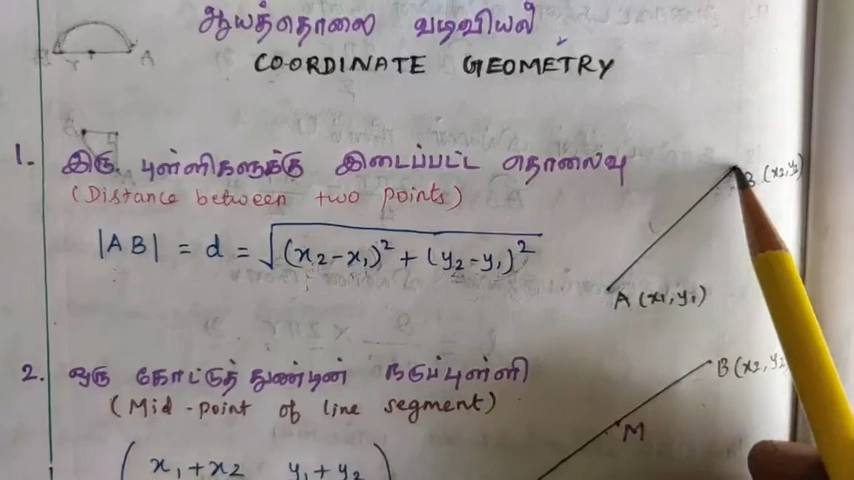 ஆயத்தொலை வடிவியல்
COORDINATE GEOMETRY
1. இரு புள்ளிகளுக்கு இடைப்பட்ட தொலைவு
(Distance between two points)
|AB| = d = √(x₂-x₁)² + (y₂-y₁)²
B (x₂, y₂)
A (x₁, y₁)
2. ஒரு கோட்டுத் துண்டின் நடுப்புள்ளி
(Mid-point of line segment)
B (x₂, y₂
M
( x₁+x₂ y₁+y₂ )